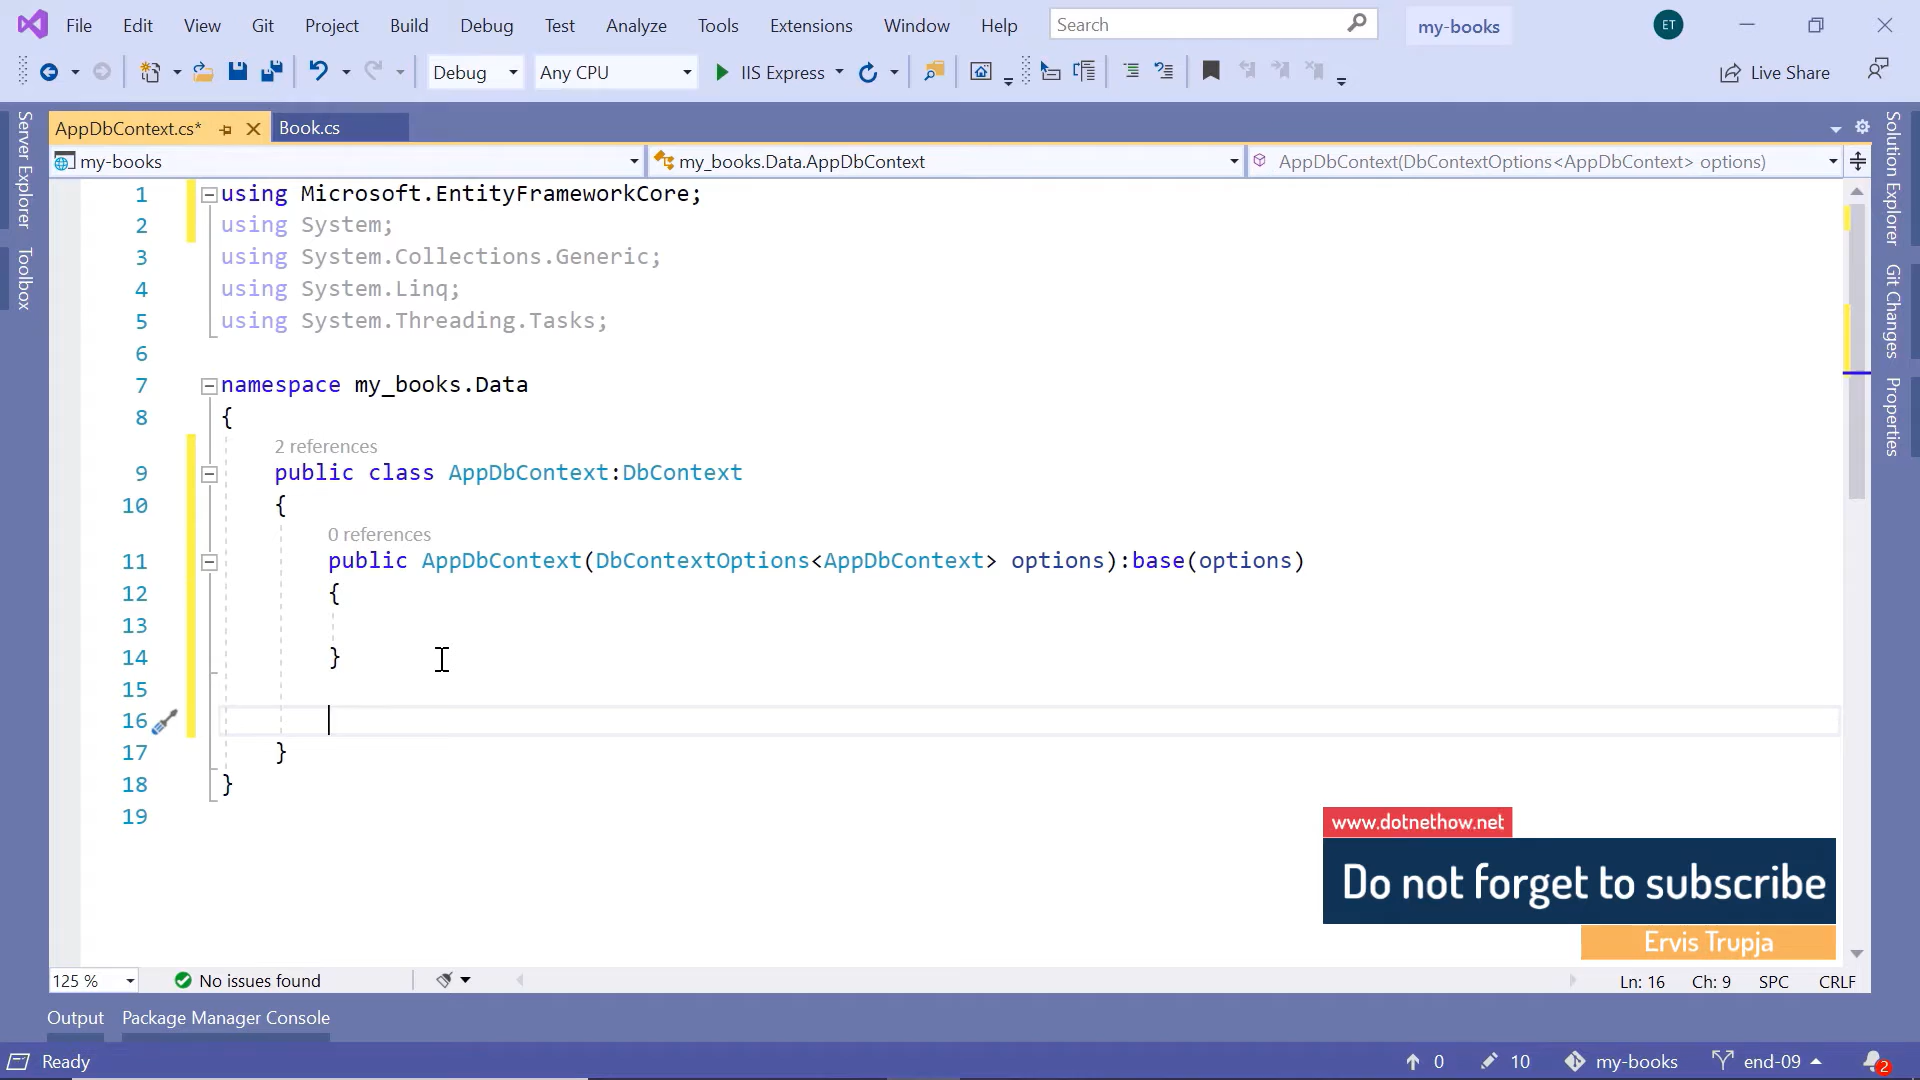 File Edit View Git Project Build Debug Test Analyze Tools Extensions Window Help Search my-books ET
Debug Any CPU IIS Express Live Share
Server Explorer
Toolbox
AppDbContext.cs* Book.cs
my-books my_books.Data.AppDbContext AppDbContext(DbContextOptions<AppDbContext> options)
1 using Microsoft.EntityFrameworkCore;
2 using System;
3 using System.Collections.Generic;
4 using System.Linq;
5 using System.Threading.Tasks;
6
7 namespace my_books.Data
8 {
2 references
9 public class AppDbContext:DbContext
10 {
0 references
11 public AppDbContext(DbContextOptions<AppDbContext> options):base(options)
12 {
13
14 }
15
16
17 }
18 }
19
Solution Explorer
Git Changes
Properties
www.dotnethow.net
Do not forget to subscribe
Ervis Trupja
125 % No issues found Ln: 16 Ch: 9 SPC CRLF
Output Package Manager Console
Ready 0 10 my-books end-09 2